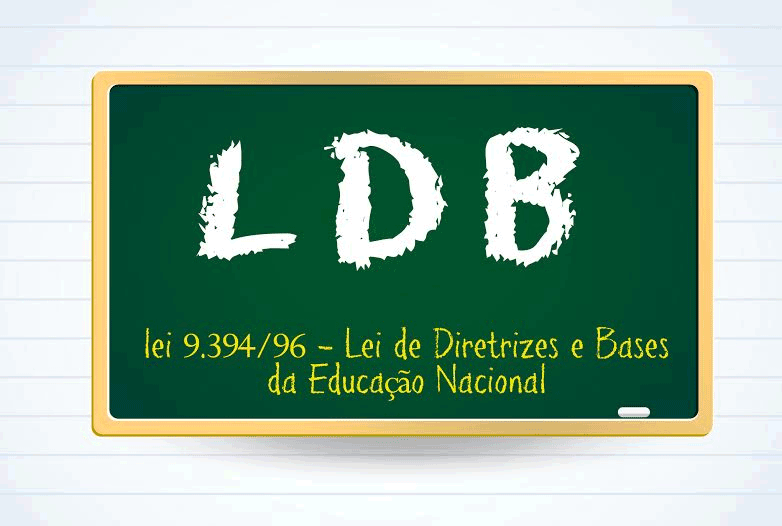 LDB
lei 9.394/96 – Lei de Diretrizes e Bases
da Educação Nacional